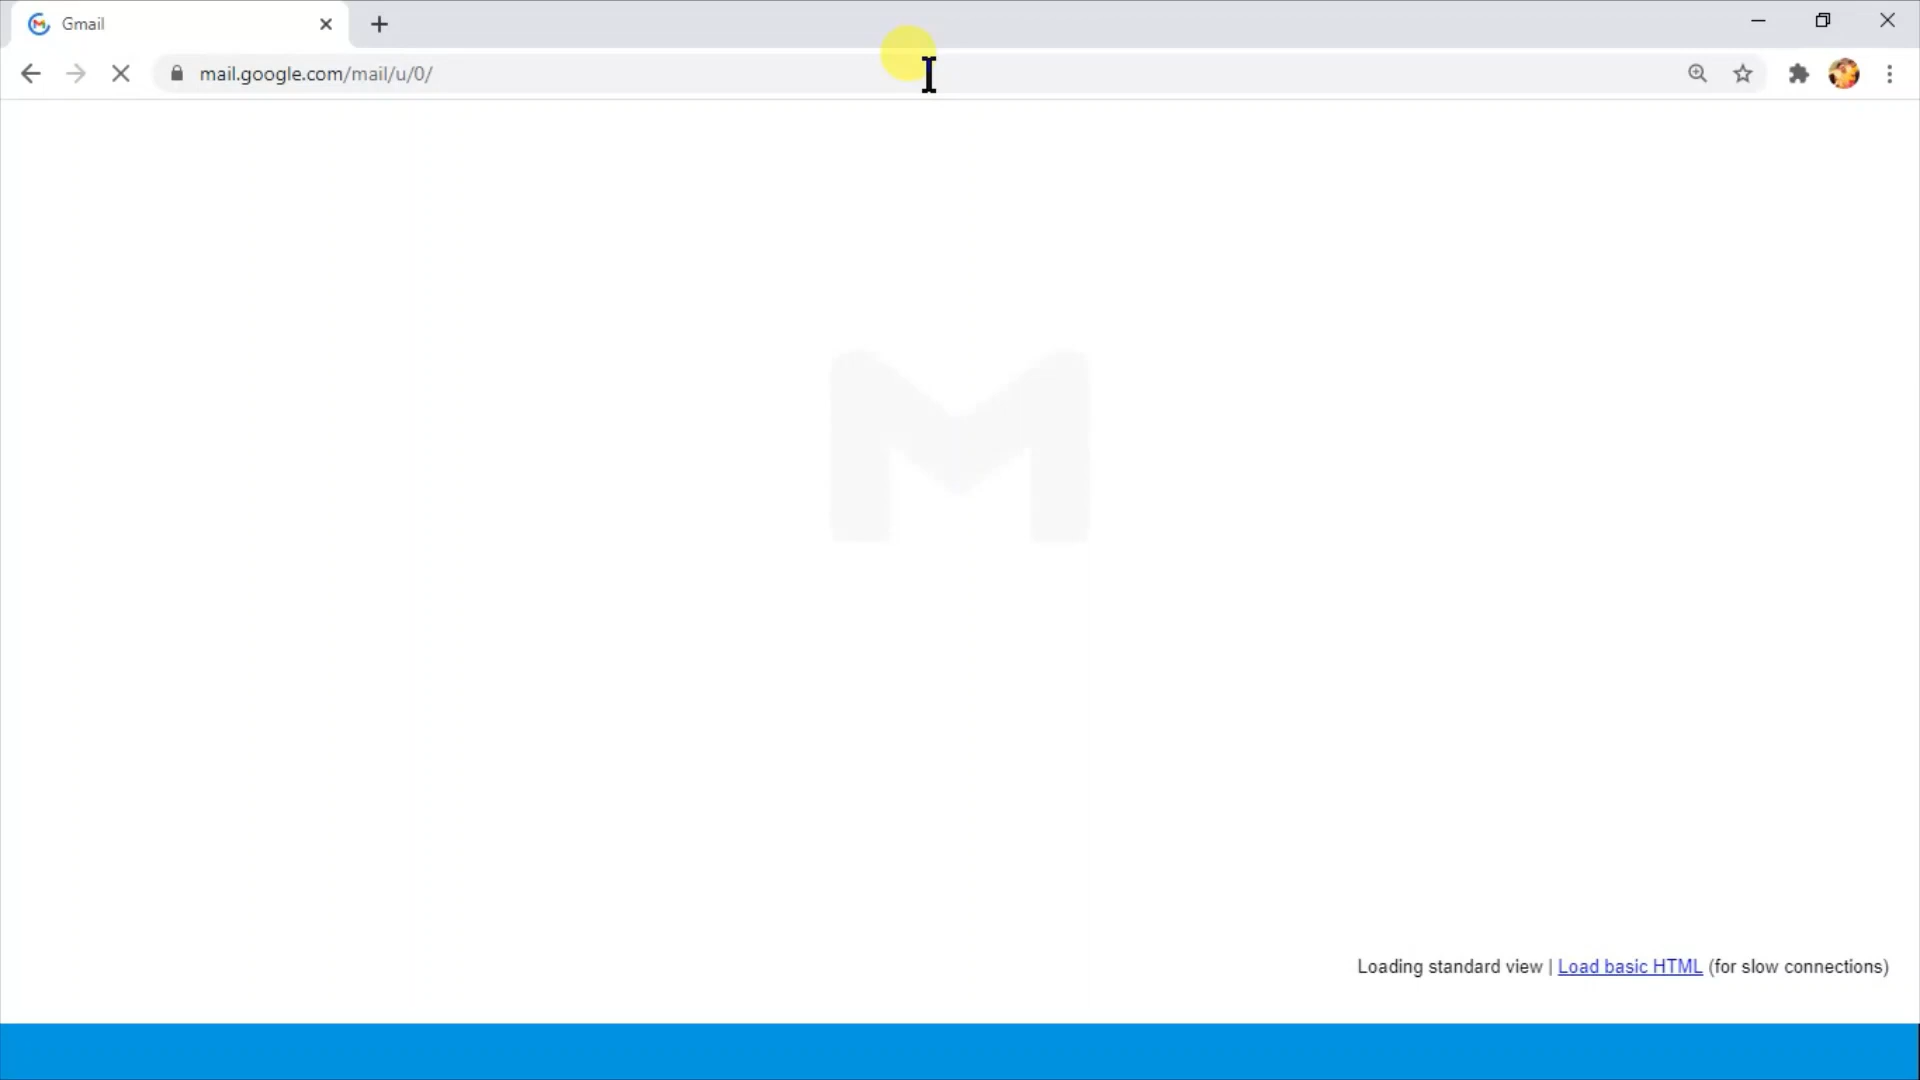 Gmail
mail.google.com/mail/u/0/
Loading standard view | Load basic HTML (for slow connections)